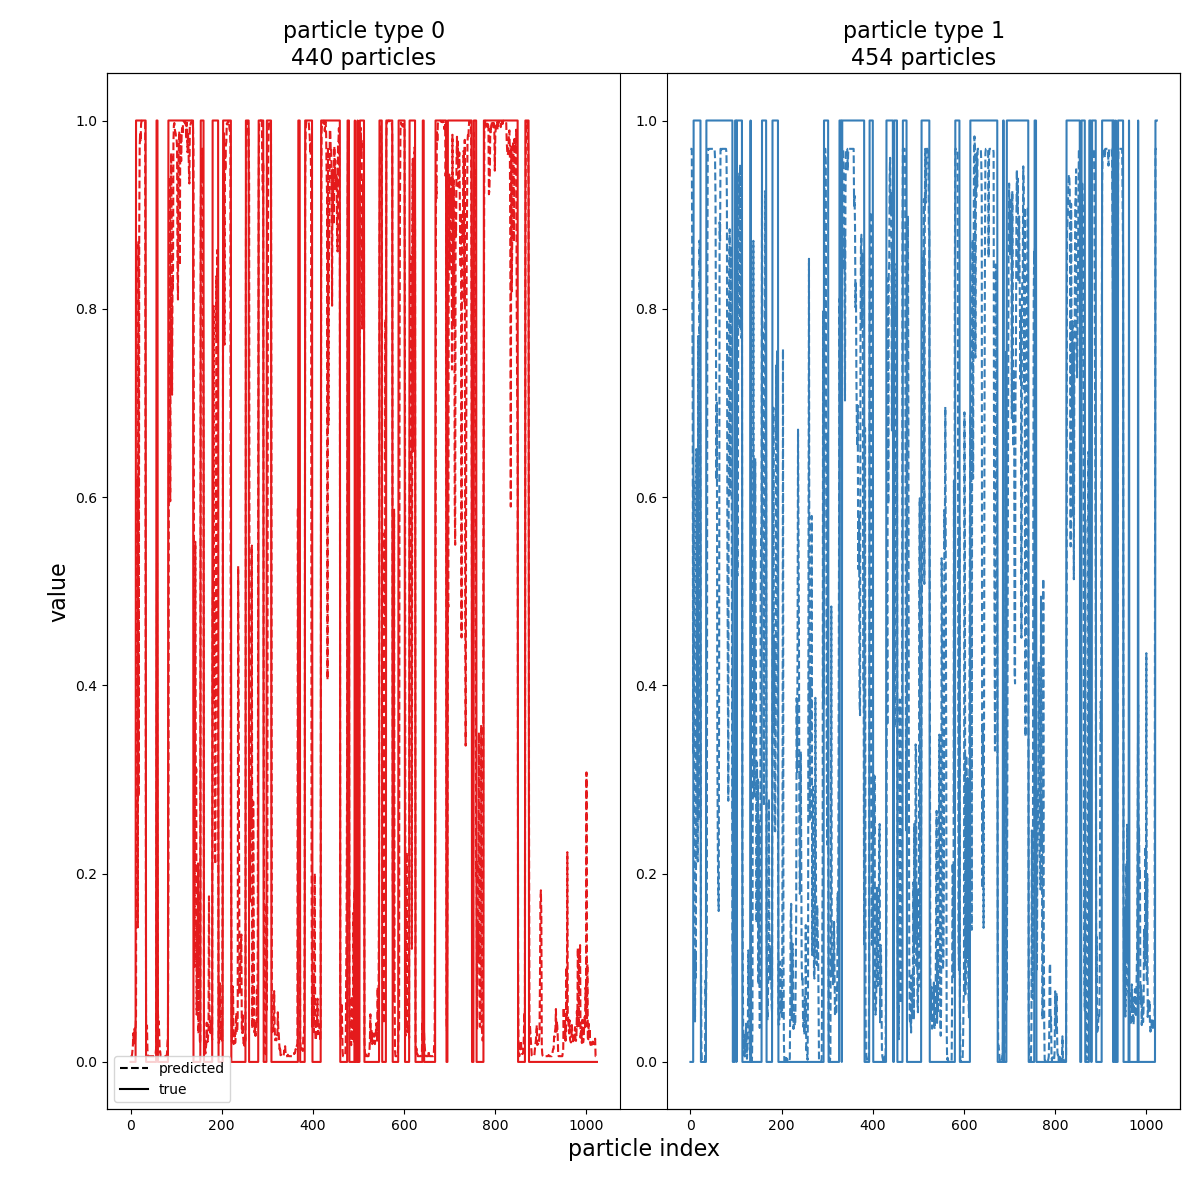 particle type 0
440 particles
particle type 1
454 particles
value
1.0
0.8
0.6
0.4
0.2
0.0
1.0
0.8
0.6
0.4
0.2
0.0
predicted
true
0 200 400 600 800 1000
0 200 400 600 800 1000
particle index